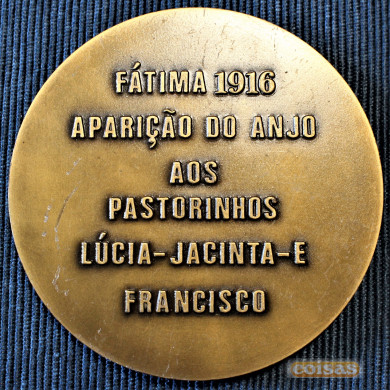 FÁTIMA 1916
APARIÇÃO DO ANJO
AOS
PASTORINHOS
LÚCIA-JACINTA-E
FRANCISCO
coisas